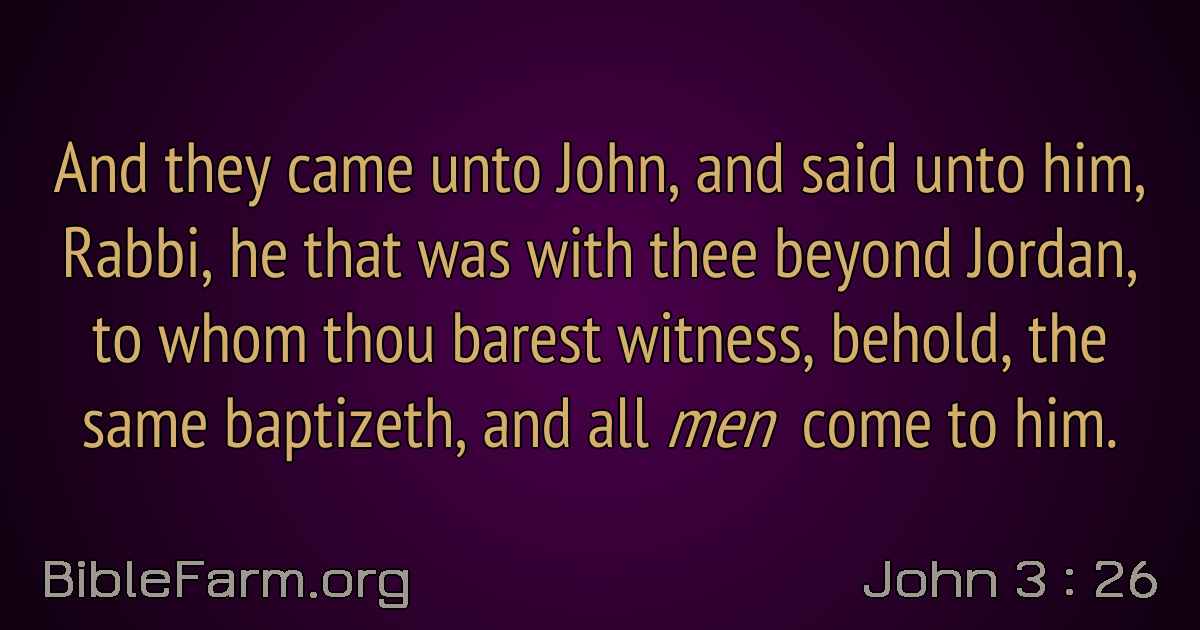 And they came unto John, and said unto him,
Rabbi, he that was with thee beyond Jordan,
to whom thou barest witness, behold, the
same baptizeth, and all men come to him.
BibleFarm.org
John 3 : 26